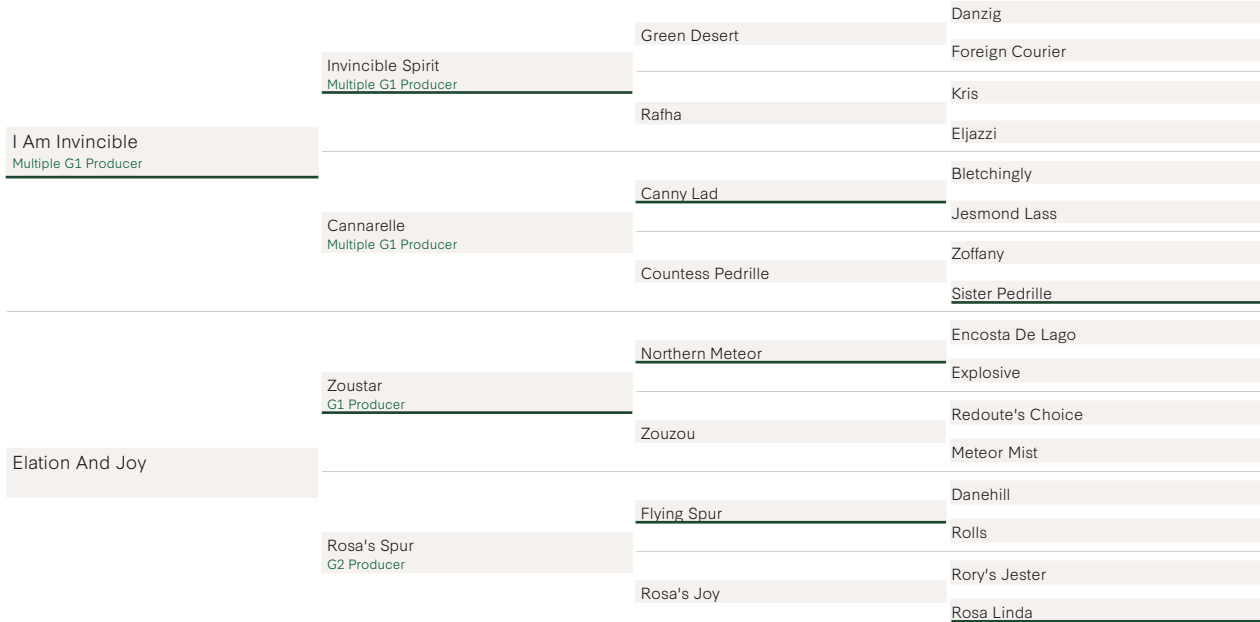 I Am Invincible
Multiple G1 Producer
Elation And Joy
Invincible Spirit
Multiple G1 Producer
Cannarelle
Multiple G1 Producer
Zoustar
G1 Producer
Rosa's Spur
G2 Producer
Green Desert
Rafha
Canny Lad
Countess Pedrille
Northern Meteor
Zouzou
Flying Spur
Rosa's Joy
Danzig
Foreign Courier
Kris
Eljazzi
Bletchingly
Jesmond Lass
Zoffany
Sister Pedrille
Encosta De Lago
Explosive
Redoute's Choice
Meteor Mist
Danehill
Rolls
Rory's Jester
Rosa Linda